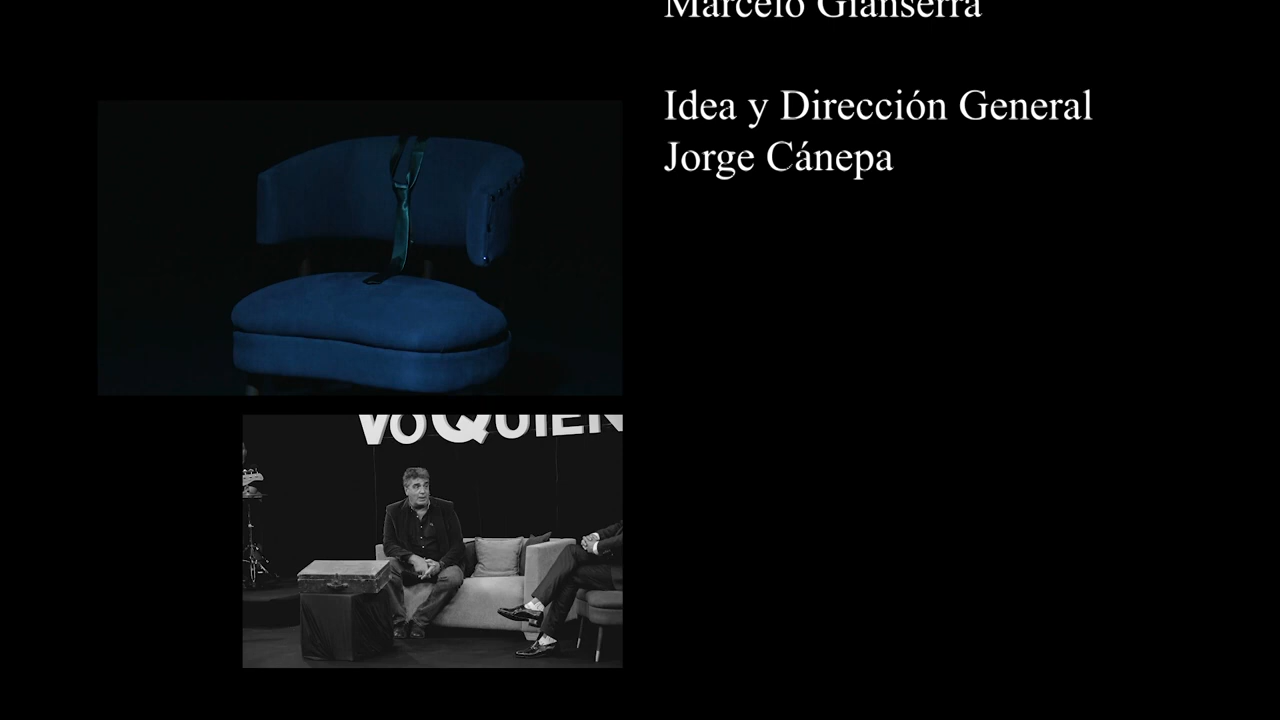 Marcelo Gianserra
Idea y Dirección General
Jorge Cánepa
VO QUIEN